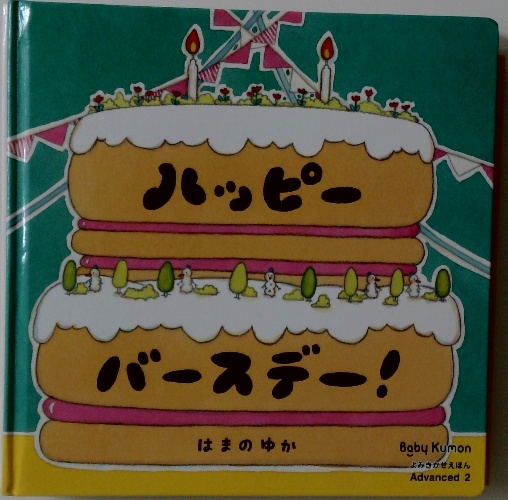 ハッピー
バースデー!
はまのゆか
Baby Kumon
よみきかせえほん
Advanced 2